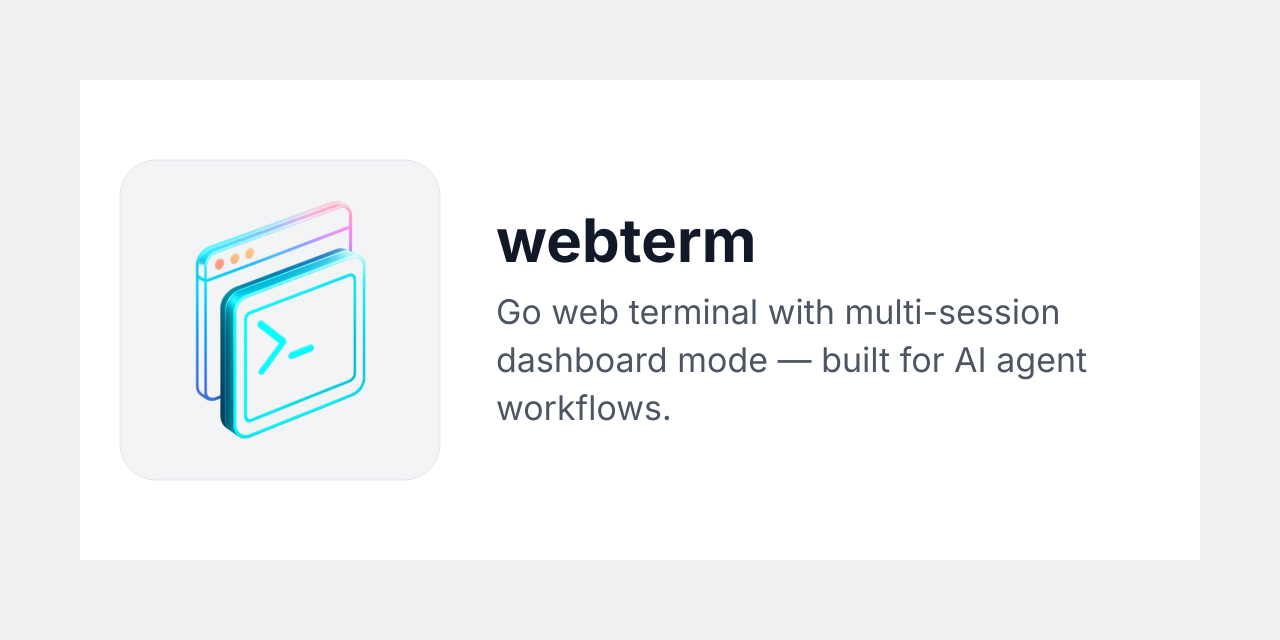 webterm
Go web terminal with multi-session
dashboard mode — built for AI agent
workflows.